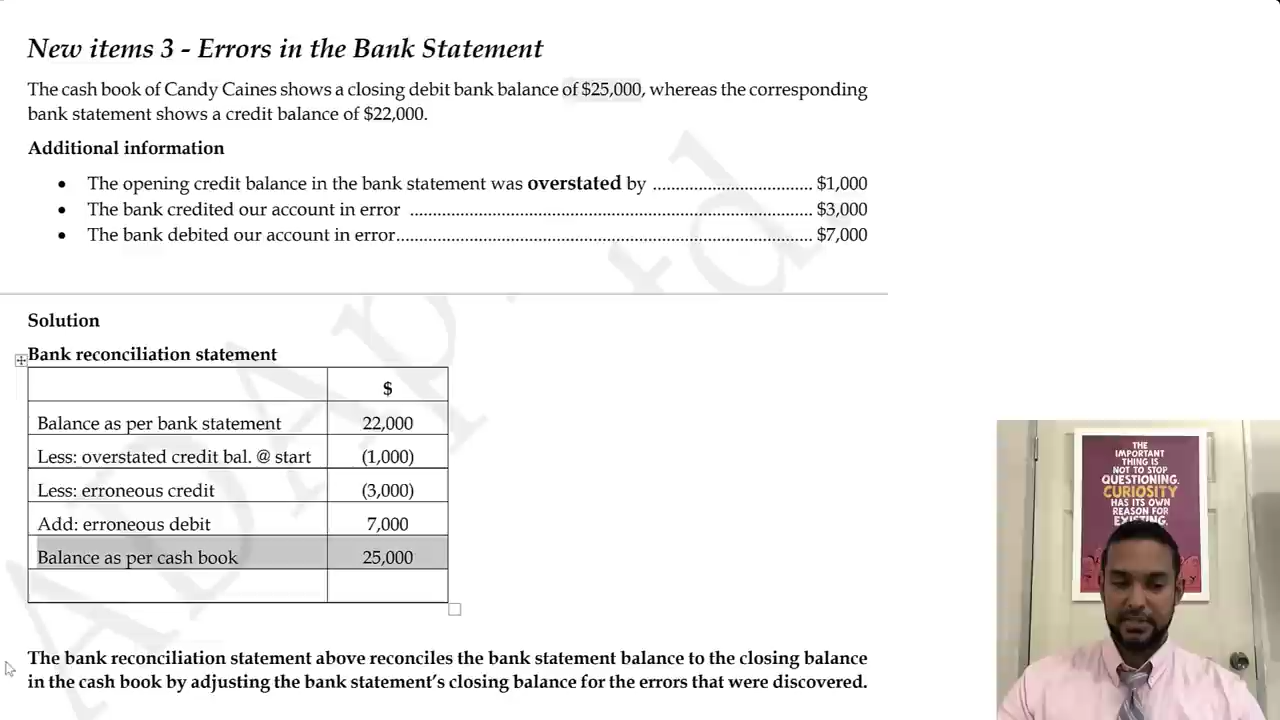 New items 3 - Errors in the Bank Statement
The cash book of Candy Caines shows a closing debit bank balance of $25,000, whereas the corresponding
bank statement shows a credit balance of $22,000.
Additional information
• The opening credit balance in the bank statement was overstated by .................................. $1,000
• The bank credited our account in error .................................................................................... $3,000
• The bank debited our account in error....................................................................................... $7,000
Solution
Bank reconciliation statement
$
Balance as per bank statement 22,000
Less: overstated credit bal. @ start (1,000)
Less: erroneous credit (3,000)
Add: erroneous debit 7,000
Balance as per cash book 25,000
The bank reconciliation statement above reconciles the bank statement balance to the closing balance
in the cash book by adjusting the bank statement's closing balance for the errors that were discovered.
THE
IMPORTANT
THING IS
NOT TO STOP
QUESTIONING.
CURIOSITY
HAS ITS OWN
REASON FOR
EXISTING.